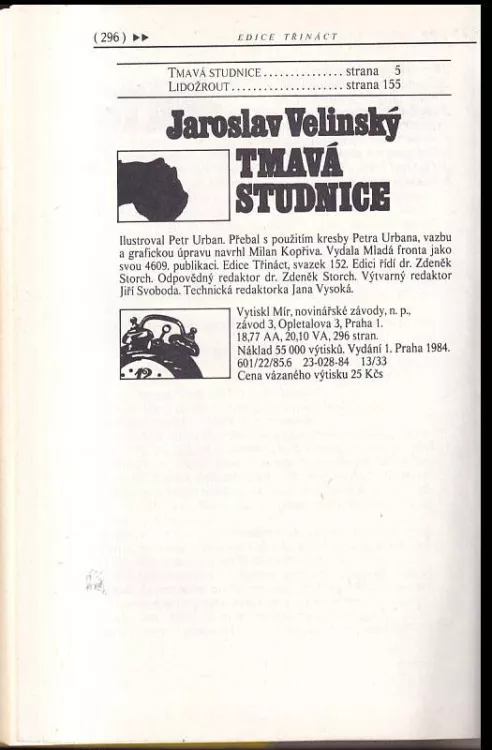 (296) ▶▶ EDICE TŘINÁCT
TMAVÁ STUDNICE............... strana 5
LIDOŽROUT..................... strana 155
Jaroslav Velinský
TMAVÁ
STUDNICE
Ilustroval Petr Urban. Přebal s použitím kresby Petra Urbana, vazbu
a grafickou úpravu navrhl Milan Kopřiva. Vydala Mladá fronta jako
svou 4609. publikaci. Edice Třináct, svazek 152. Edici řídí dr. Zdeněk
Storch. Odpovědný redaktor dr. Zdeněk Storch. Výtvarný redaktor
Jiří Svoboda. Technická redaktorka Jana Vysoká.
Vytiskl Mír, novinářské závody, n. p.,
závod 3, Opletalova 3, Praha 1.
18,77 AA, 20,10 VA, 296 stran.
Náklad 55 000 výtisků. Vydání 1. Praha 1984.
601/22/85.6 23-028-84 13/33
Cena vázaného výtisku 25 Kčs
12